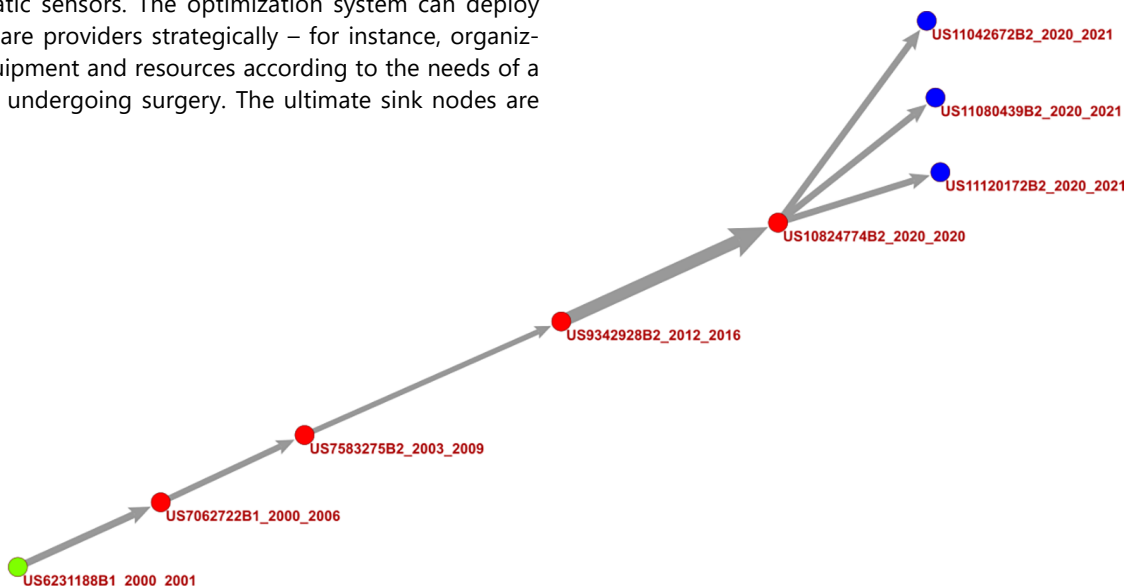 atic sensors. The optimization system can deploy
are providers strategically – for instance, organiz-
uipment and resources according to the needs of a
undergoing surgery. The ultimate sink nodes are
US11042672B2_2020_2021
US11080439B2_2020_2021
US11120172B2_2020_2021
US10824774B2_2020_2020
US9342928B2_2012_2016
US7583275B2_2003_2009
US7062722B1_2000_2006
US6231188B1_2000_2001